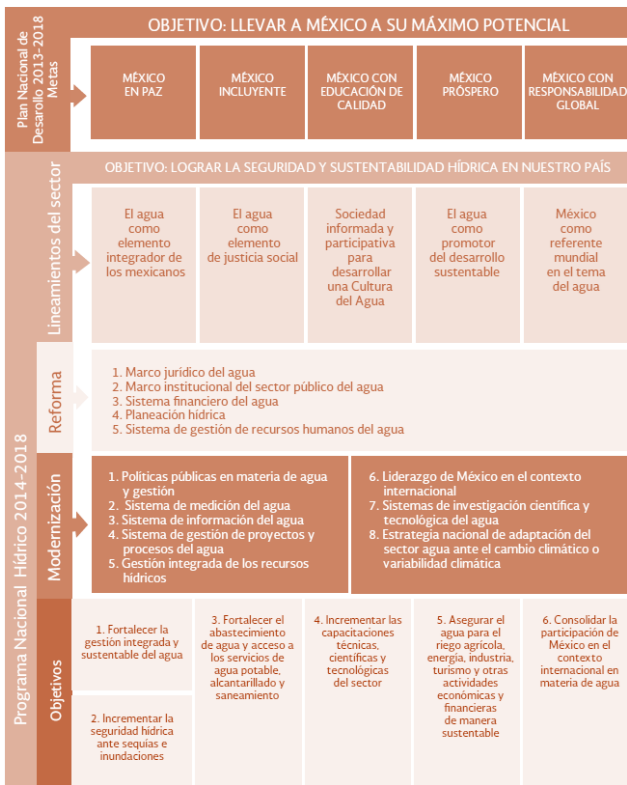 Plan Nacional de
Desarollo 2013-2018
Metas
OBJETIVO: LLEVAR A MÉXICO A SU MÁXIMO POTENCIAL
MÉXICO
EN PAZ
MÉXICO
INCLUYENTE
MÉXICO CON
EDUCACIÓN DE
CALIDAD
MÉXICO
PRÓSPERO
MÉXICO CON
RESPONSABILIDAD
GLOBAL
Programa Nacional Hídrico 2014-2018
Lineamientos del sector
OBJETIVO: LOGRAR LA SEGURIDAD Y SUSTENTABILIDAD HÍDRICA EN NUESTRO PAÍS
El agua
como
elemento
integrador de
los mexicanos
El agua
como
elemento
de justicia social
Sociedad
informada y
participativa
para
desarrollar
una Cultura
del Agua
El agua
como
promotor
del desarrollo
sustentable
México
como
referente
mundial
en el tema
del agua
Reforma
1. Marco jurídico del agua
2. Marco institucional del sector público del agua
3. Sistema financiero del agua
4. Planeación hídrica
5. Sistema de gestión de recursos humanos del agua
Modernización
1. Políticas públicas en materia de agua
y gestión
2. Sistema de medición del agua
3. Sistema de información del agua
4. Sistema de gestión de proyectos y
procesos del agua
5. Gestión integrada de los recursos
hídricos
6. Liderazgo de México en el contexto
internacional
7. Sistemas de investigación científica y
tecnológica del agua
8. Estrategia nacional de adaptación del
sector agua ante el cambio climático o
variabilidad climática
Objetivos
1. Fortalecer la
gestión integrada y
sustentable del agua
2. Incrementar la
seguridad hídrica
ante sequías e
inundaciones
3. Fortalecer el
abastecimiento
de agua y acceso a
los servicios de
agua potable,
alcantarillado y
saneamiento
4. Incrementar las
capacitaciones
técnicas,
científicas y
tecnológicas
del sector
5. Asegurar el
agua para el
riego agrícola,
energía, industria,
turismo y otras
actividades
económicas y
financieras
de manera
sustentable
6. Consolidar la
participación de
México en el
contexto
internacional en
materia de agua